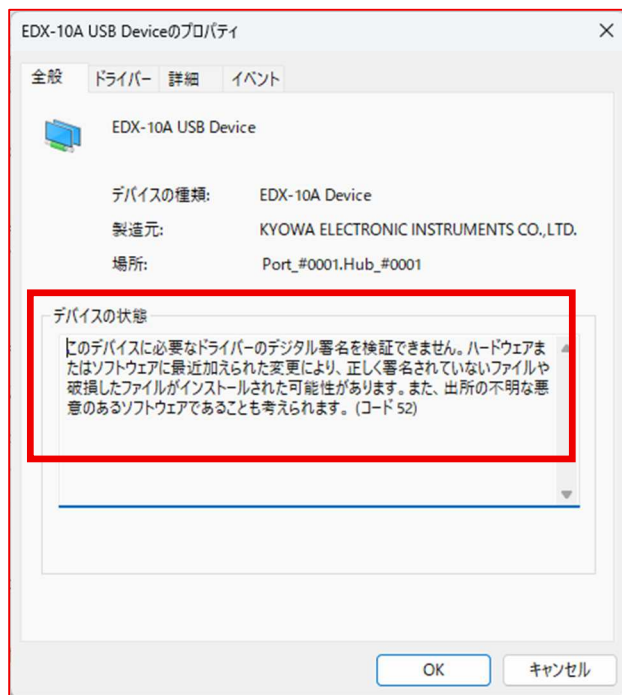 EDX-10A USB Deviceのプロパティ
全般 ドライバー 詳細 イベント
EDX-10A USB Device
デバイスの種類: EDX-10A Device
製造元: KYOWA ELECTRONIC INSTRUMENTS CO.,LTD.
場所: Port_#0001.Hub_#0001
デバイスの状態
このデバイスに必要なドライバーのデジタル署名を検証できません。ハードウェアま
たはソフトウェアに最近加えられた変更により、正しく署名されていないファイルや
破損したファイルがインストールされた可能性があります。また、出所の不明な悪
意のあるソフトウェアであることも考えられます。 (コード 52)
OK キャンセル